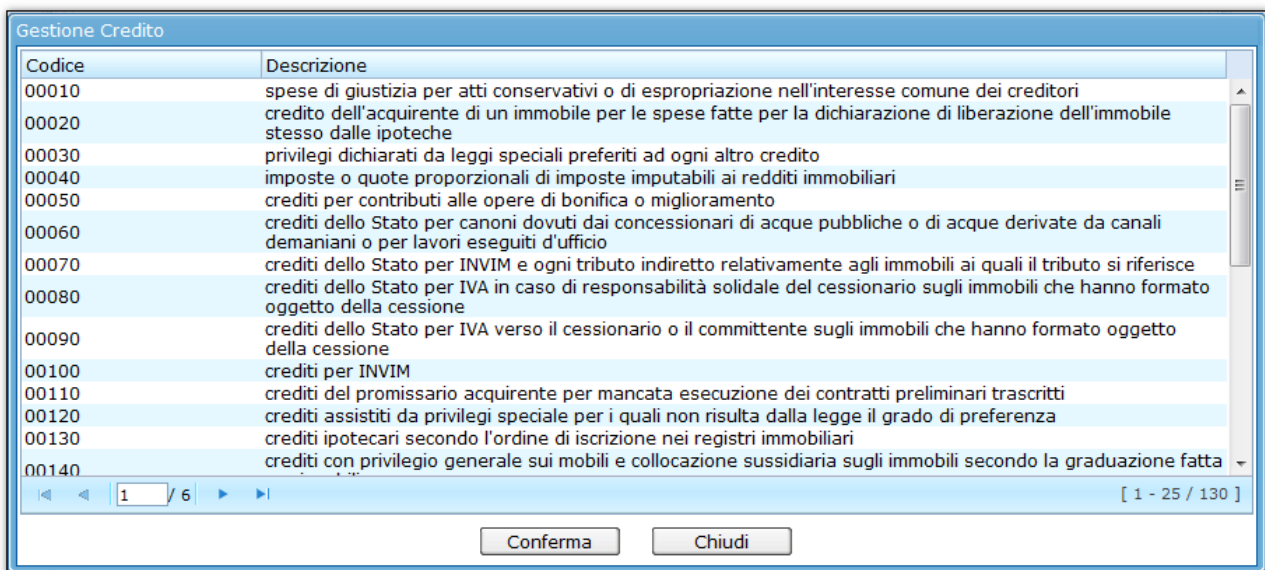 Gestione Credito
Codice Descrizione
00010 spese di giustizia per atti conservativi o di espropriazione nell'interesse comune dei creditori
00020 credito dell'acquirente di un immobile per le spese fatte per la dichiarazione di liberazione dell'immobile
stesso dalle ipoteche
00030 privilegi dichiarati da leggi speciali preferiti ad ogni altro credito
00040 imposte o quote proporzionali di imposte imputabili ai redditi immobiliari
00050 crediti per contributi alle opere di bonifica o miglioramento
00060 crediti dello Stato per canoni dovuti dai concessionari di acque pubbliche o di acque derivate da canali
demaniani o per lavori eseguiti d'ufficio
00070 crediti dello Stato per INVIM e ogni tributo indiretto relativamente agli immobili ai quali il tributo si riferisce
00080 crediti dello Stato per IVA in caso di responsabilità solidale del cessionario sugli immobili che hanno formato
oggetto della cessione
00090 crediti dello Stato per IVA verso il cessionario o il committente sugli immobili che hanno formato oggetto
della cessione
00100 crediti per INVIM
00110 crediti del promissario acquirente per mancata esecuzione dei contratti preliminari trascritti
00120 crediti assistiti da privilegi speciale per i quali non risulta dalla legge il grado di preferenza
00130 crediti ipotecari secondo l'ordine di iscrizione nei registri immobiliari
00140 crediti con privilegio generale sui mobili e collocazione sussidiaria sugli immobili secondo la graduazione fatta
1 / 6 [ 1 - 25 / 130 ]
Conferma Chiudi